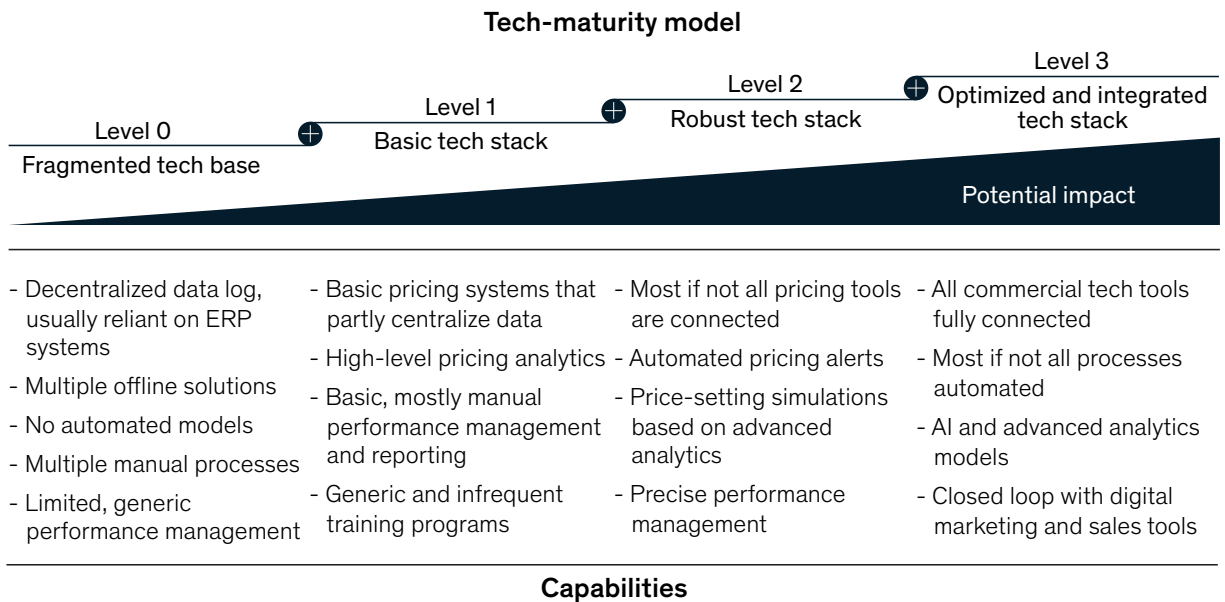 Tech-maturity model
Level 0
Fragmented tech base
Level 1
Basic tech stack
Level 2
Robust tech stack
Level 3
Optimized and integrated
tech stack
Potential impact
- Decentralized data log,
usually reliant on ERP
systems
- Multiple offline solutions
- No automated models
- Multiple manual processes
- Limited, generic
performance management
- Basic pricing systems that
partly centralize data
- High-level pricing analytics
- Basic, mostly manual
performance management
and reporting
- Generic and infrequent
training programs
- Most if not all pricing tools
are connected
- Automated pricing alerts
- Price-setting simulations
based on advanced
analytics
- Precise performance
management
- All commercial tech tools
fully connected
- Most if not all processes
automated
- AI and advanced analytics
models
- Closed loop with digital
marketing and sales tools
Capabilities